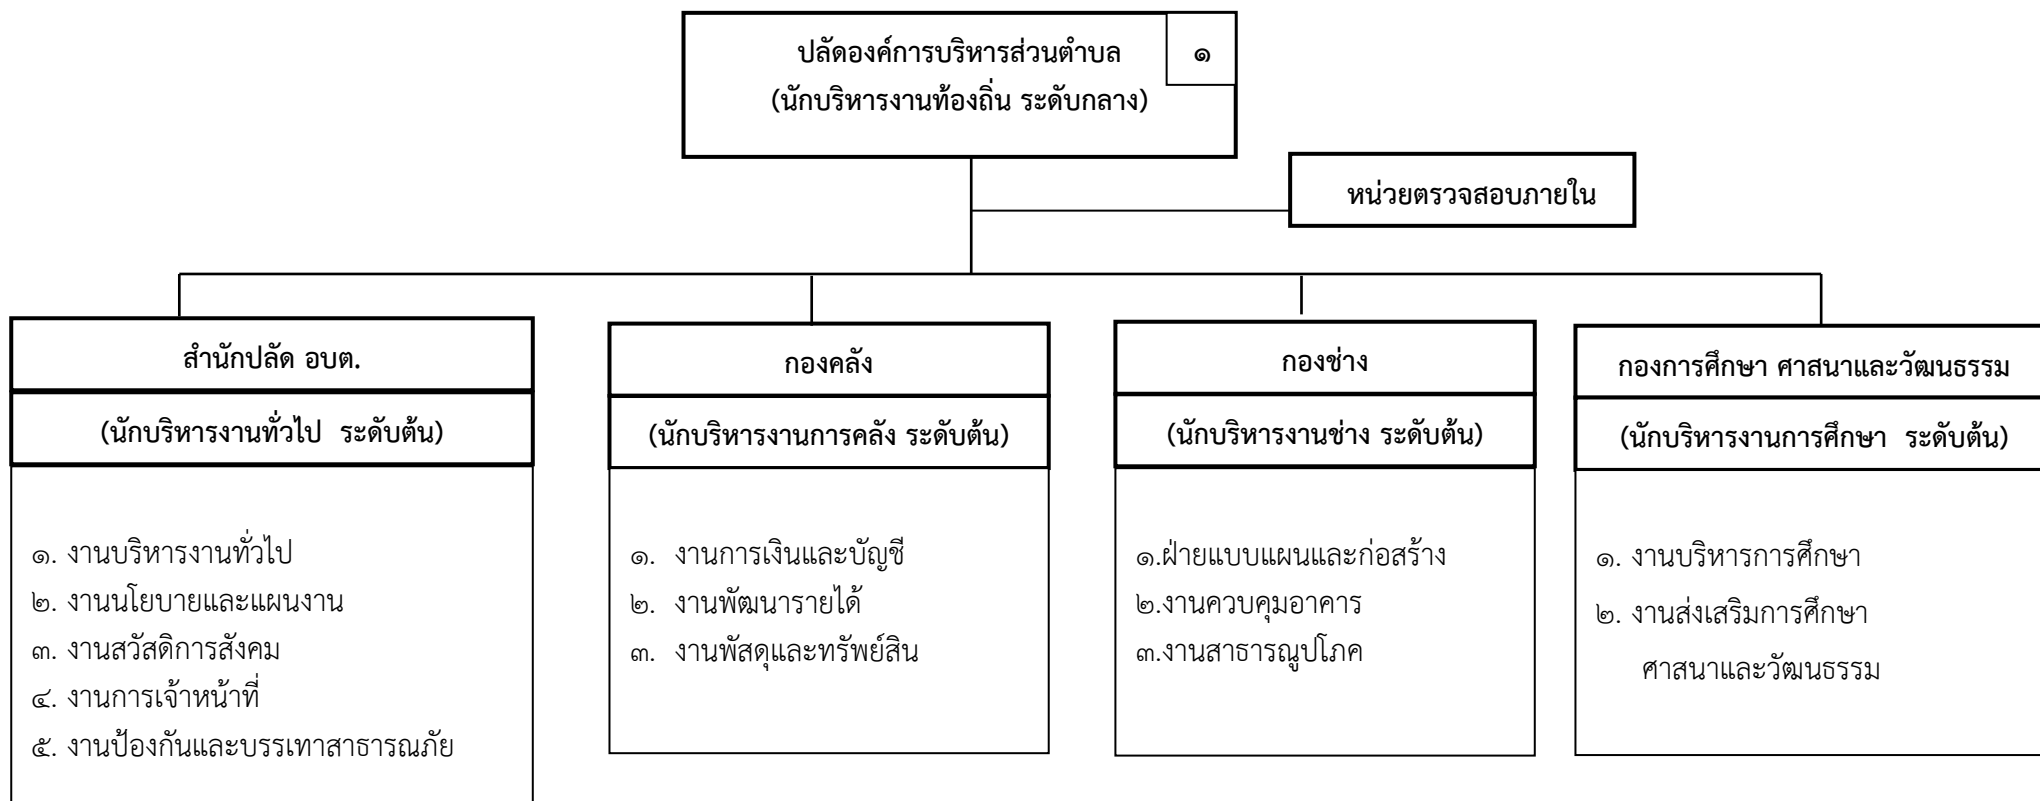 ปลัดองค์การบริหารส่วนตำบล
๑
(นักบริหารงานท้องถิ่น ระดับกลาง)
หน่วยตรวจสอบภายใน
สำนักปลัด อบต.
(นักบริหารงานทั่วไป ระดับต้น)
๑. งานบริหารงานทั่วไป
๒. งานนโยบายและแผนงาน
๓. งานสวัสดิการสังคม
๔. งานการเจ้าหน้าที่
๕. งานป้องกันและบรรเทาสาธารณภัย
กองคลัง
(นักบริหารงานการคลัง ระดับต้น)
๑. งานการเงินและบัญชี
๒. งานพัฒนารายได้
๓. งานพัสดุและทรัพย์สิน
กองช่าง
(นักบริหารงานช่าง ระดับต้น)
๑.ฝ่ายแบบแผนและก่อสร้าง
๒.งานควบคุมอาคาร
๓.งานสาธารณูปโภค
กองการศึกษา ศาสนาและวัฒนธรรม
(นักบริหารงานการศึกษา ระดับต้น)
๑. งานบริหารการศึกษา
๒. งานส่งเสริมการศึกษา
ศาสนาและวัฒนธรรม